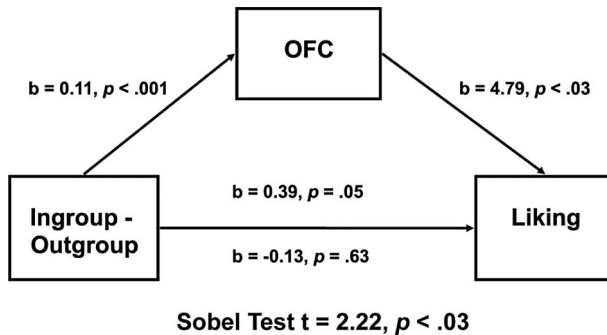 OFC
b = 0.11, p < .001
b = 4.79, p < .03
Ingroup -
Outgroup
b = 0.39, p = .05
Liking
b = -0.13, p = .63
Sobel Test t = 2.22, p < .03